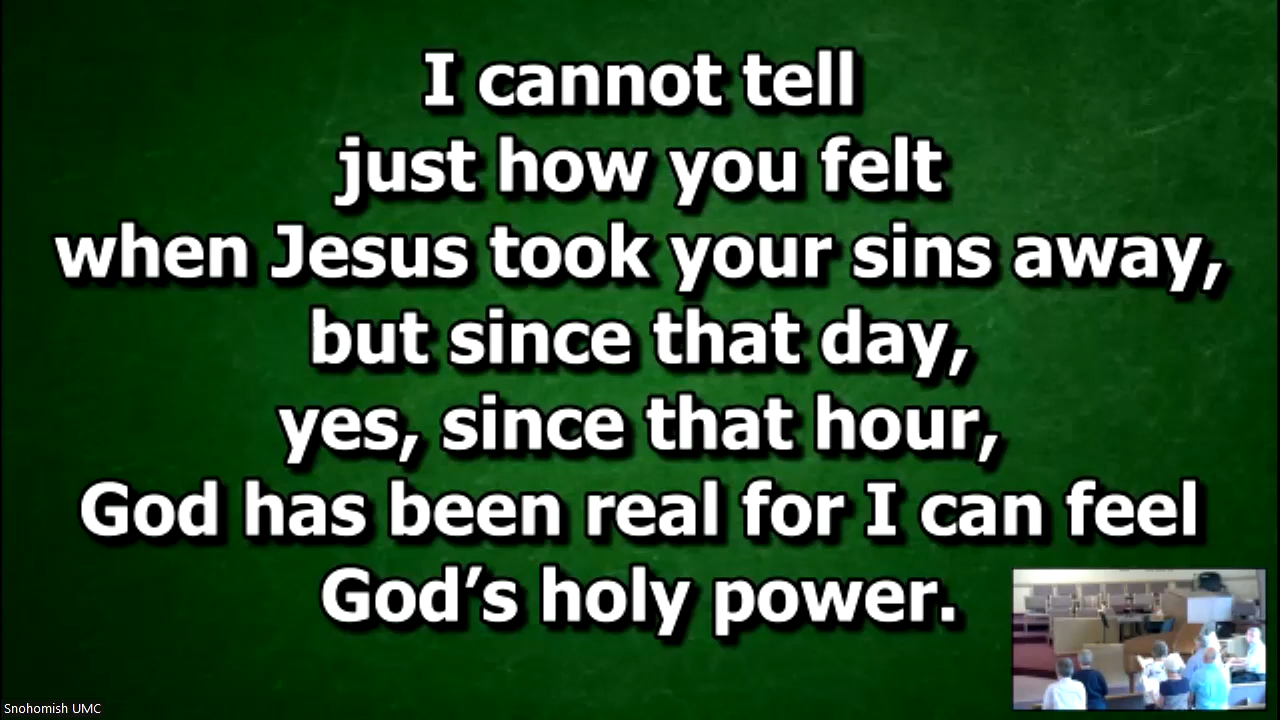 I cannot tell
just how you felt
when Jesus took your sins away,
but since that day,
yes, since that hour,
God has been real for I can feel
God’s holy power.
Snohomish UMC